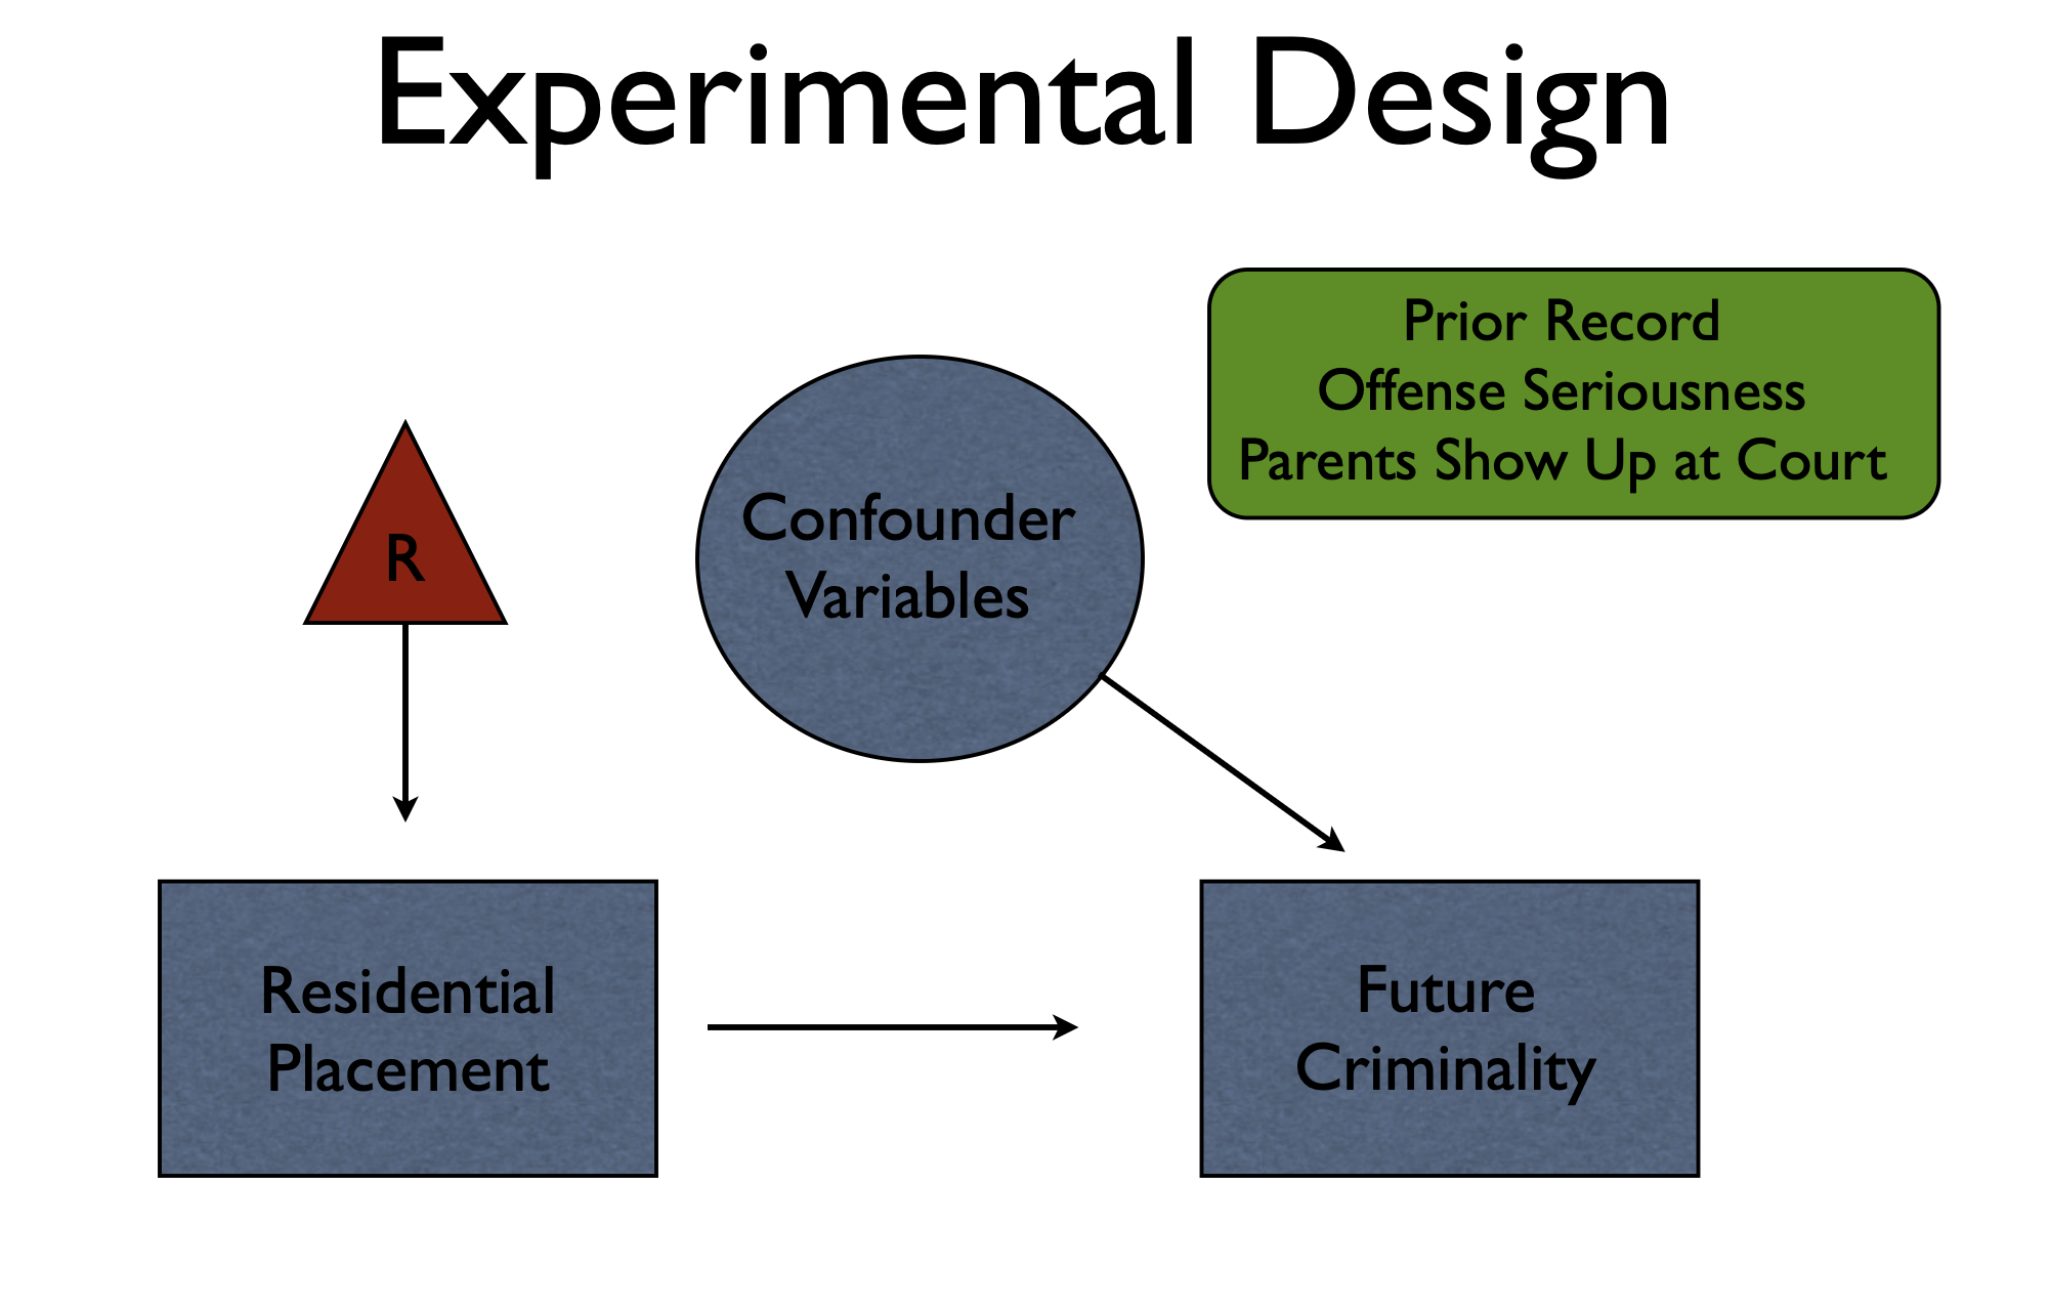 Experimental Design
Prior Record
Offense Seriousness
Parents Show Up at Court
Confounder
Variables
R
Residential
Placement
Future
Criminality